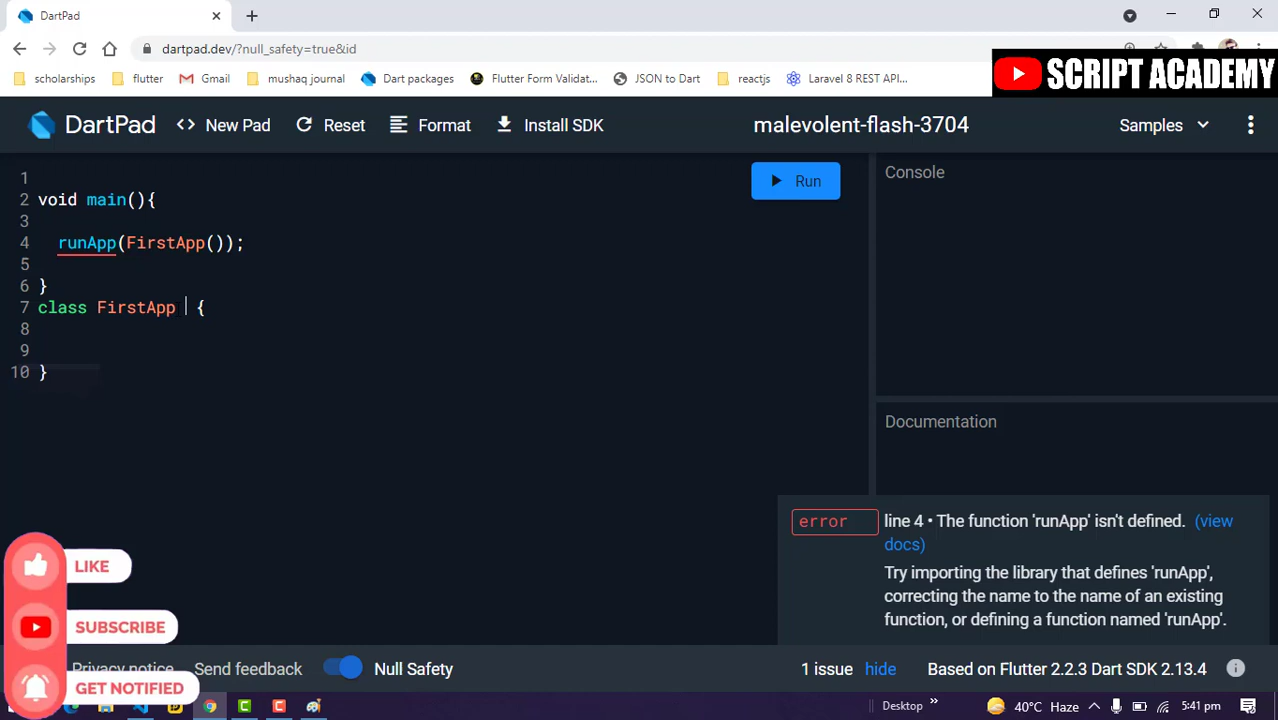 DartPad
dartpad.dev/?null_safety=true&id
scholarships flutter Gmail mushaq journal Dart packages Flutter Form Validat... JSON to Dart reactjs Laravel 8 REST API...
SCRIPT ACADEMY
DartPad <> New Pad Reset Format Install SDK malevolent-flash-3704 Samples
Run
Console
1
2 void main(){
3
4 runApp(FirstApp());
5
6 }
7 class FirstApp {
8
9
10 }
Documentation
error line 4 • The function 'runApp' isn't defined. (view
docs)
Try importing the library that defines 'runApp',
correcting the name to the name of an existing
function, or defining a function named 'runApp'.
LIKE
SUBSCRIBE
GET NOTIFIED
Privacy notice Send feedback Null Safety 1 issue hide Based on Flutter 2.2.3 Dart SDK 2.13.4
Desktop 40°C Haze 5:41 pm